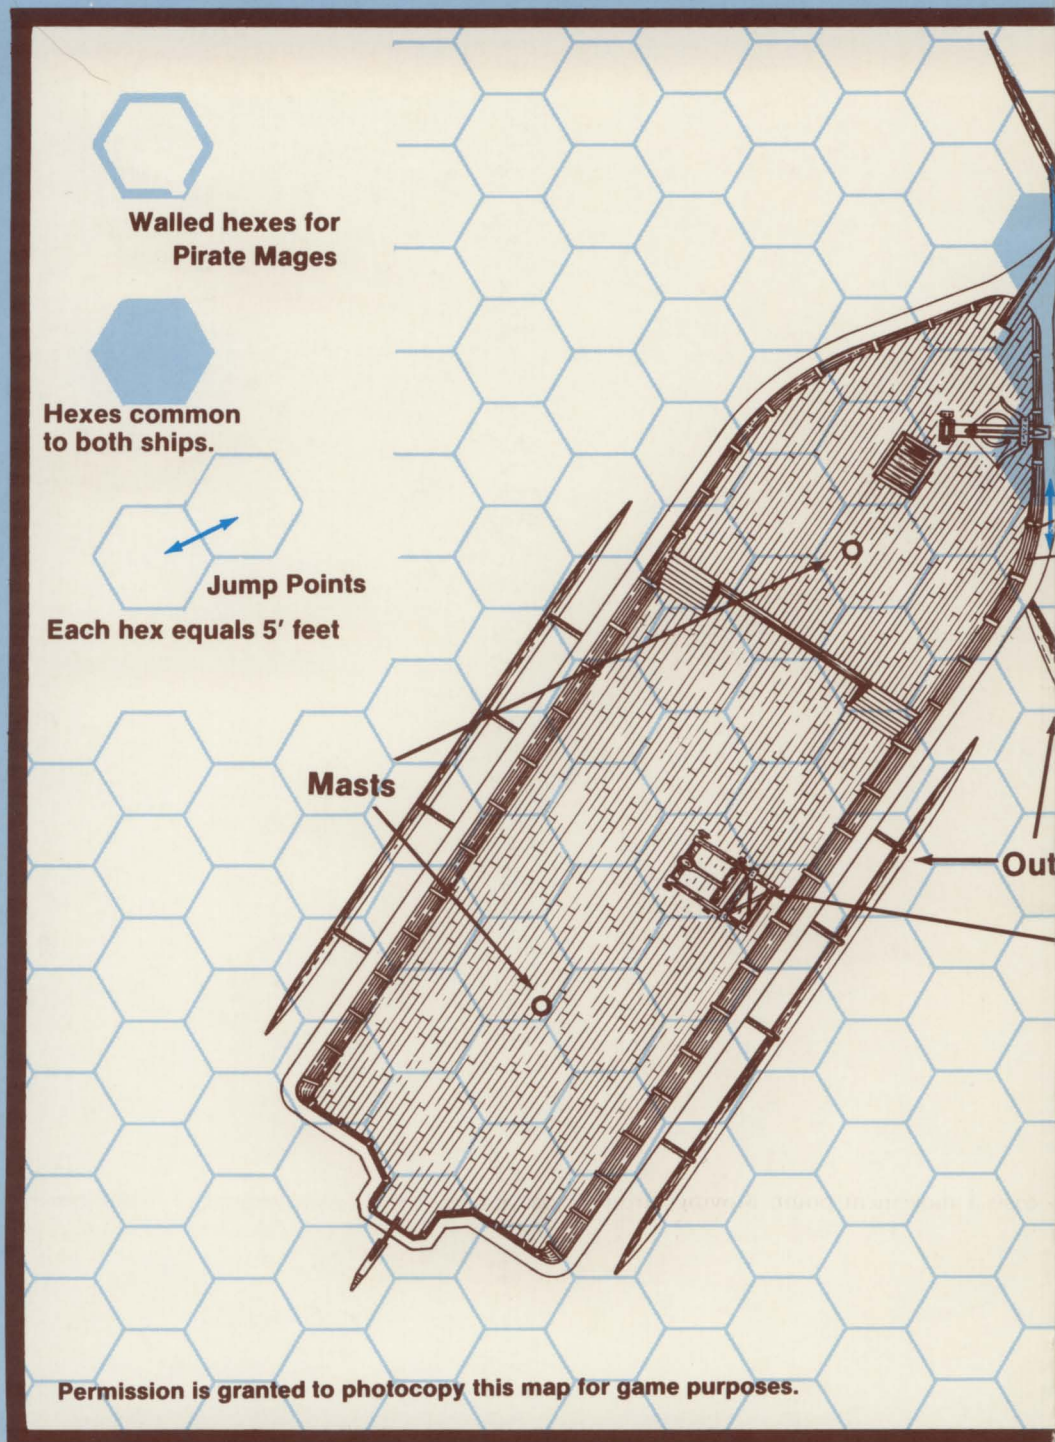 Walled hexes for
Pirate Mages
Hexes common
to both ships.
Jump Points
Each hex equals 5′ feet
Masts
Out
Permission is granted to photocopy this map for game purposes.